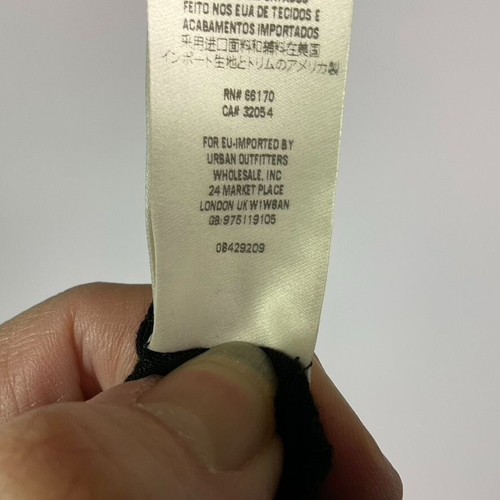 FEITO NOS EUA DE TECIDOS E
ACABAMENTOS IMPORTADOS
采用进口面料和辅料在美国
インポート生地とトリムのアメリカ製
RN# 66170
CA# 32054
FOR EU-IMPORTED BY
URBAN OUTFITTERS
WHOLESALE, INC
24 MARKET PLACE
LONDON UK W1W8AN
GB:975119105
OB429209